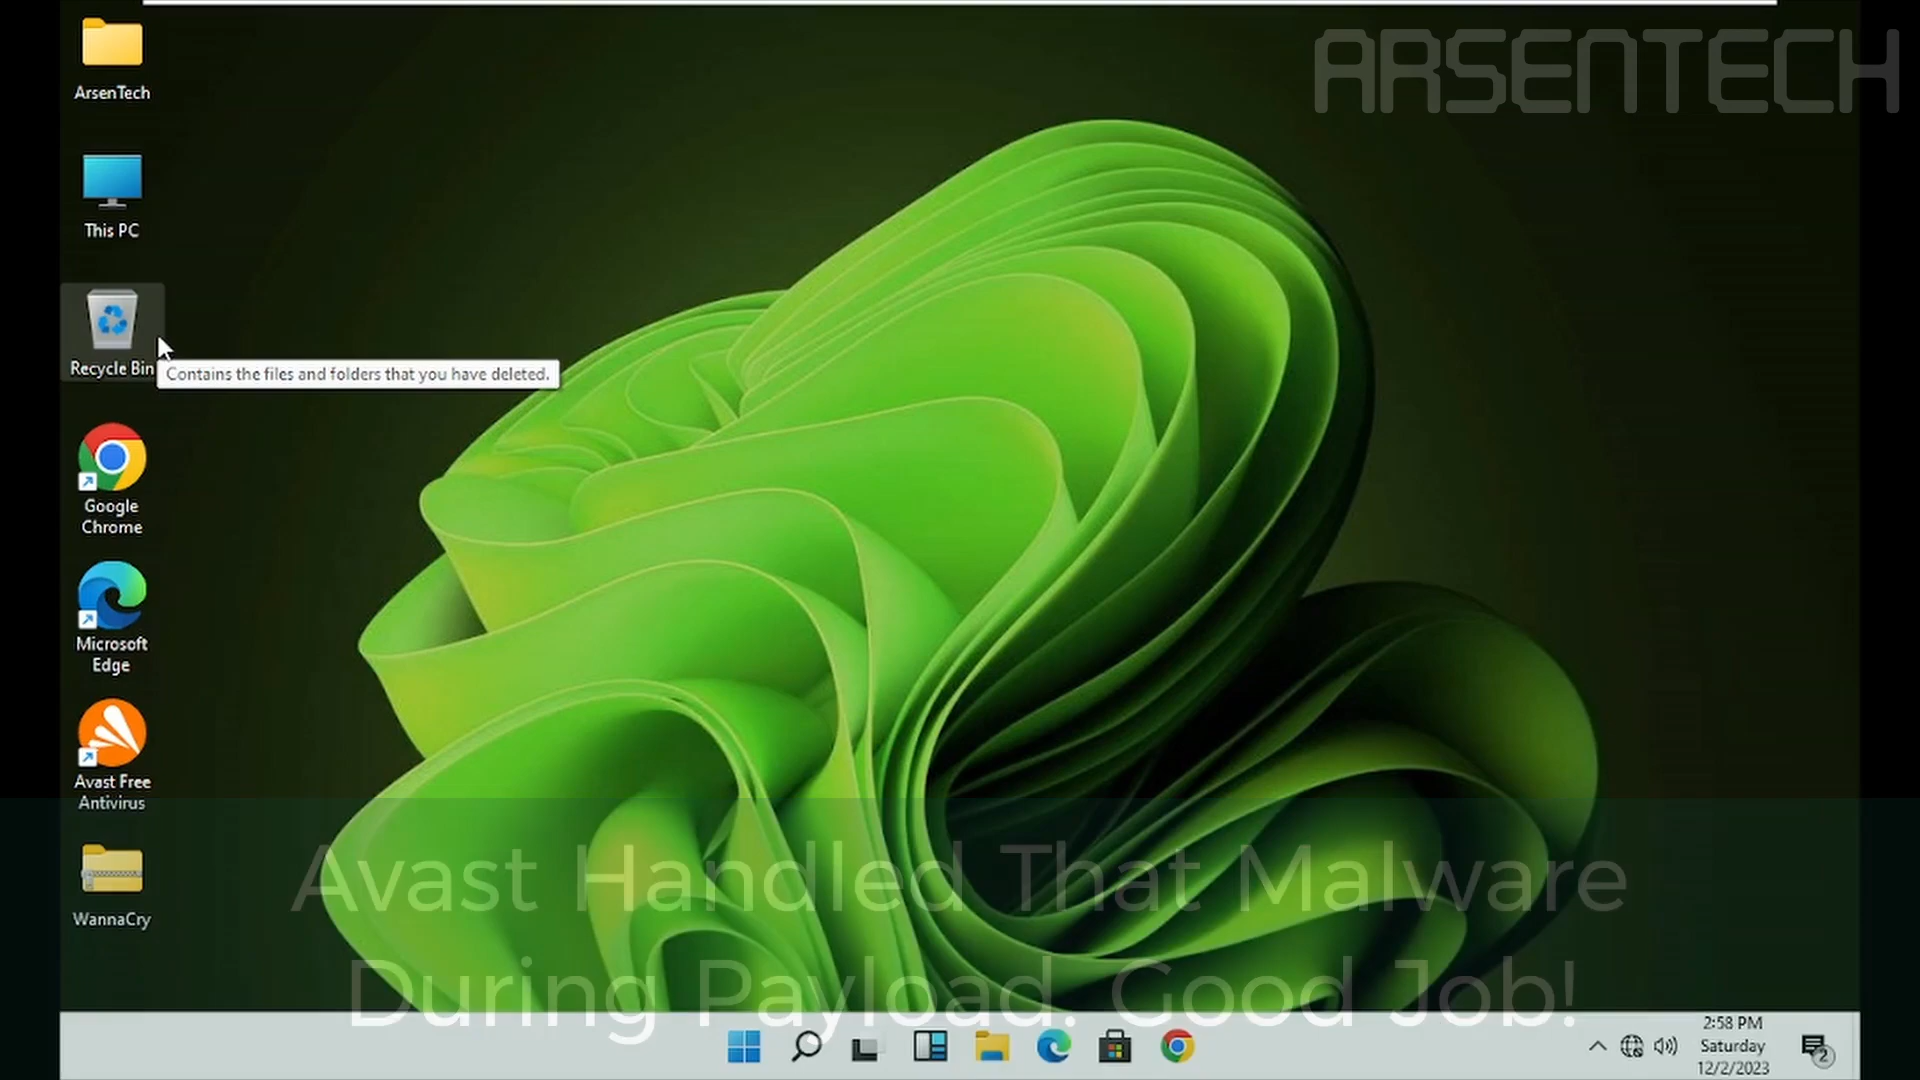 ARSENTECH
ArsenTech
This PC
Recycle Bin
Contains the files and folders that you have deleted.
Google
Chrome
Microsoft
Edge
Avast Free
Antivirus
WannaCry
Avast Handled That Malware
During Payload. Good Job!
2:58 PM
Saturday
12/2/2023
2